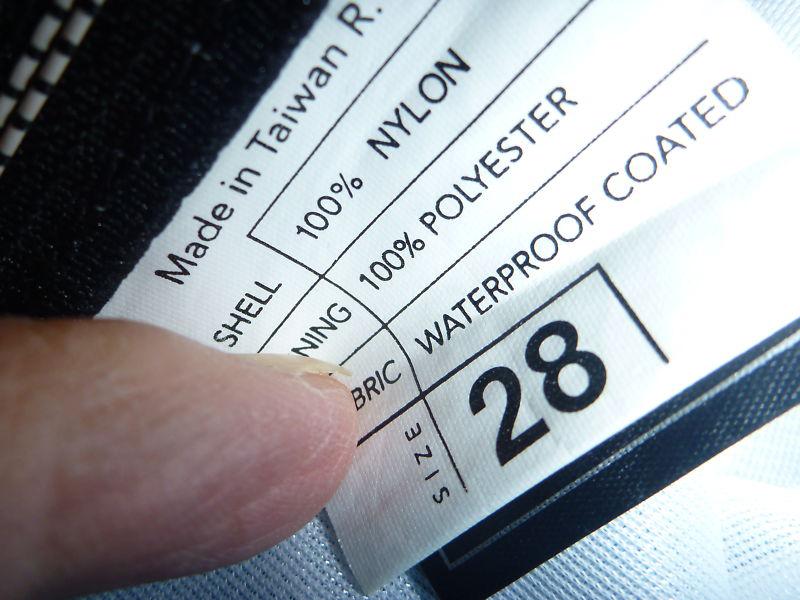 Made in Taiwan R.
SHELL 100% NYLON
NING 100% POLYESTER
BRIC WATERPROOF COATED
SIZE 28